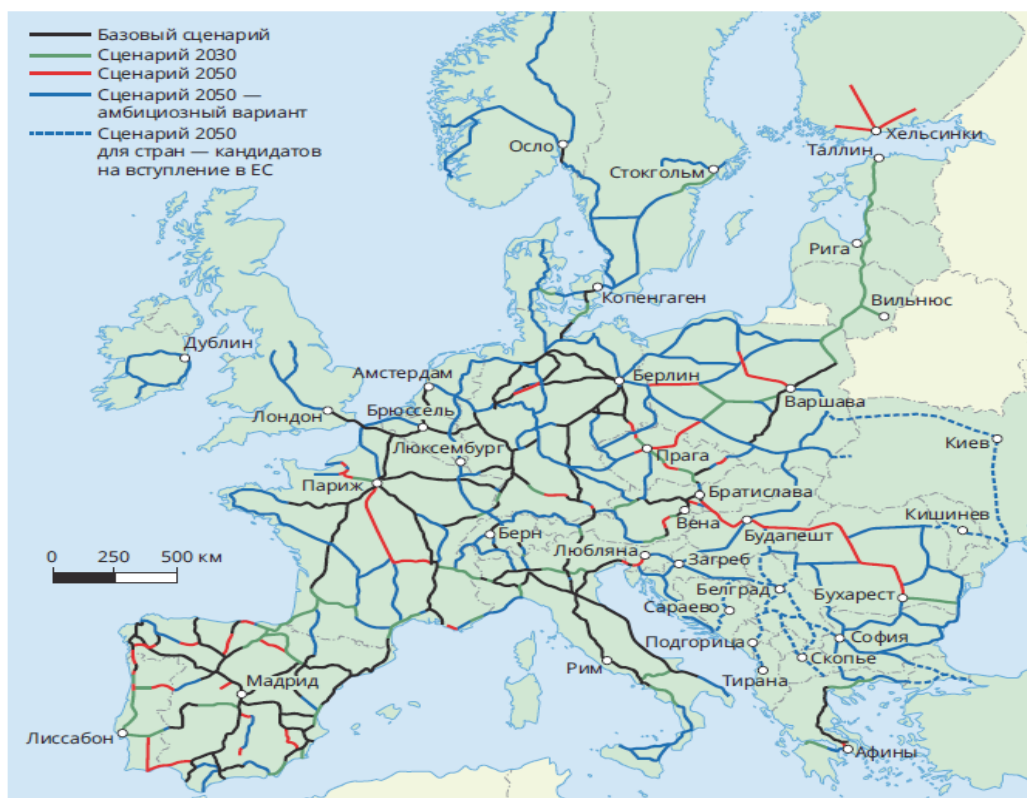 Базовый сценарий
Сценарий 2030
Сценарий 2050
Сценарий 2050 —
амбициозный вариант
Сценарий 2050
для стран — кандидатов
на вступление в ЕС
Хельсинки
Таллин
Осло
Стокгольм
Рига
Вильнюс
Копенгаген
Дублин
Амстердам
Берлин
Варшава
Лондон
Брюссель
Киев
Люксембург
Прага
Париж
Братислава
Вена
Кишинев
Будапешт
0 250 500 км
Берн
Любляна
Загреб
Белград
Бухарест
Сараево
Подгорица
София
Скопье
Рим
Тирана
Мадрид
Лиссабон
Афины